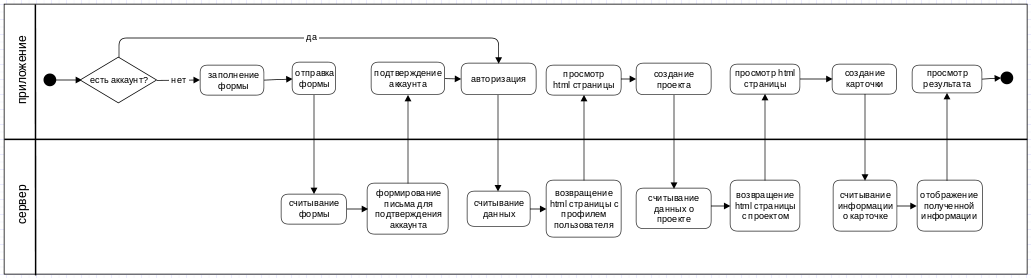 приложение
есть аккаунт?
да
нет
заполнение
формы
отправка
формы
подтверждение
аккаунта
авторизация
просмотр
html страницы
создание
проекта
просмотр html
страницы
создание
карточки
просмотр
результата
сервер
считывание
формы
формирование
письма для
подтверждения
аккаунта
считывание
данных
возвращение
html страницы с
профилем
пользователя
считывание
данных о
проекте
возвращение
html страницы
с проектом
считывание
информации
о карточке
отображение
полученной
информации